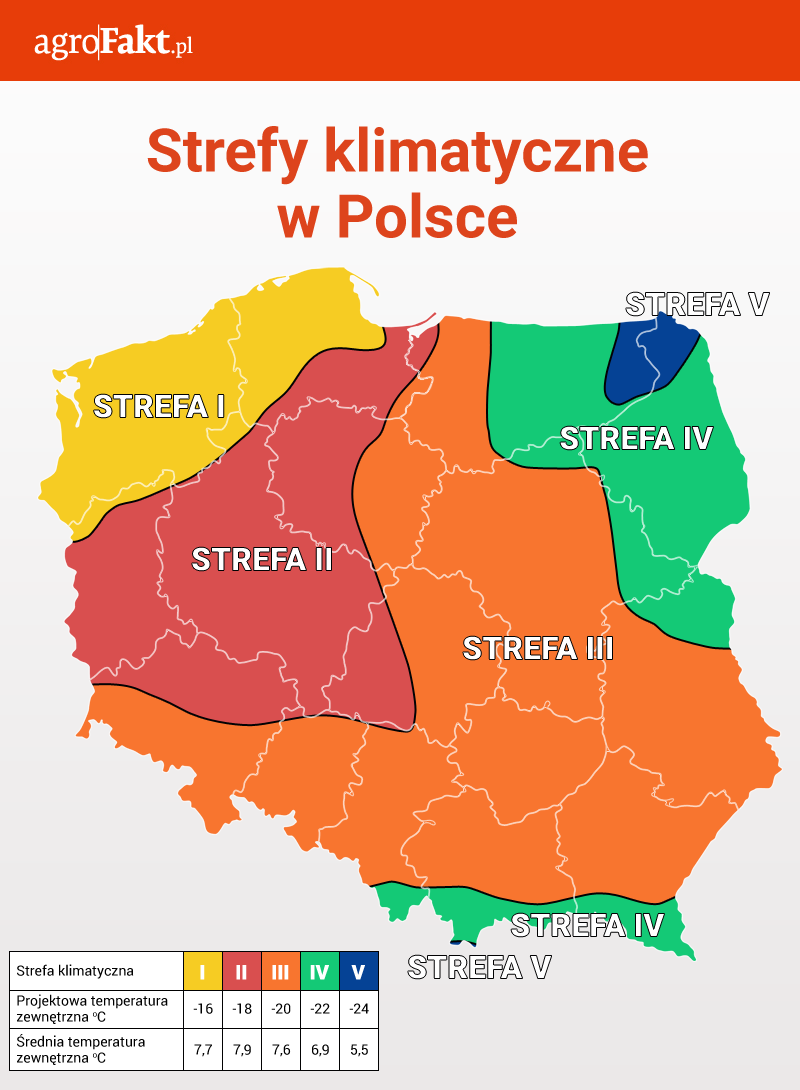 agroFakt.pl
Strefy klimatyczne
w Polsce
STREFA V
STREFA I
STREFA IV
STREFA II
STREFA III
STREFA IV
STREFA V
Strefa klimatyczna I II III IV V
Projektowa temperatura
zewnętrzna ºC -16 -18 -20 -22 -24
Średnia temperatura
zewnętrzna ºC 7,7 7,9 7,6 6,9 5,5